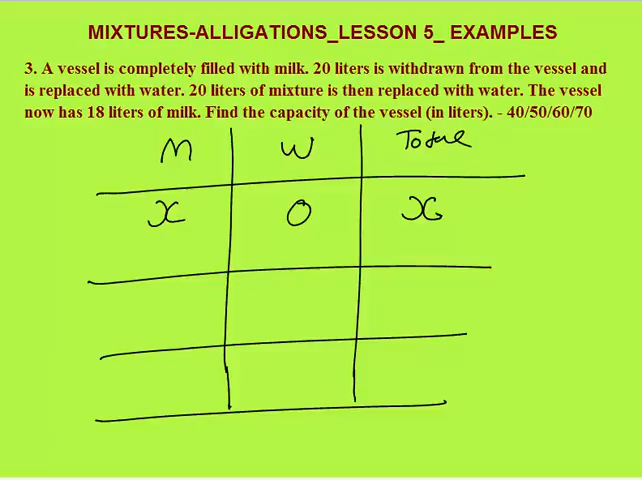 MIXTURES-ALLIGATIONS_LESSON 5_ EXAMPLES
3. A vessel is completely filled with milk. 20 liters is withdrawn from the vessel and
is replaced with water. 20 liters of mixture is then replaced with water. The vessel
now has 18 liters of milk. Find the capacity of the vessel (in liters). - 40/50/60/70
M W Total
x 0 x